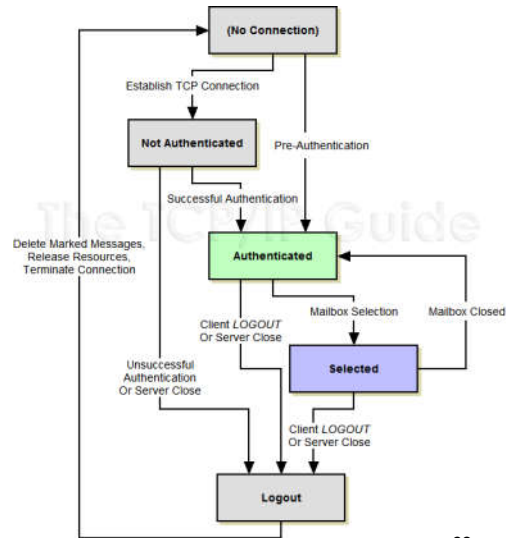 (No Connection)
Establish TCP Connection
Not Authenticated
Pre-Authentication
Successful Authentication
The TCP/IP Guide
Delete Marked Messages,
Release Resources,
Terminate Connection
Authenticated
Mailbox Selection
Mailbox Closed
Client LOGOUT
Or Server Close
Unsuccessful
Authentication
Or Server Close
Selected
Client LOGOUT
Or Server Close
Logout